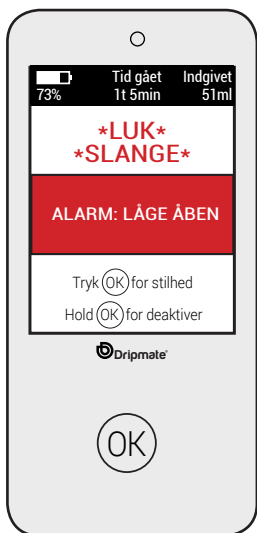 Tid gået Indgivet
73% 1t 5min 51ml
*LUK*
*SLANGE*
ALARM: LÅGE ÅBEN
Tryk OK for stilhed
Hold OK for deaktiver
Dripmate
OK